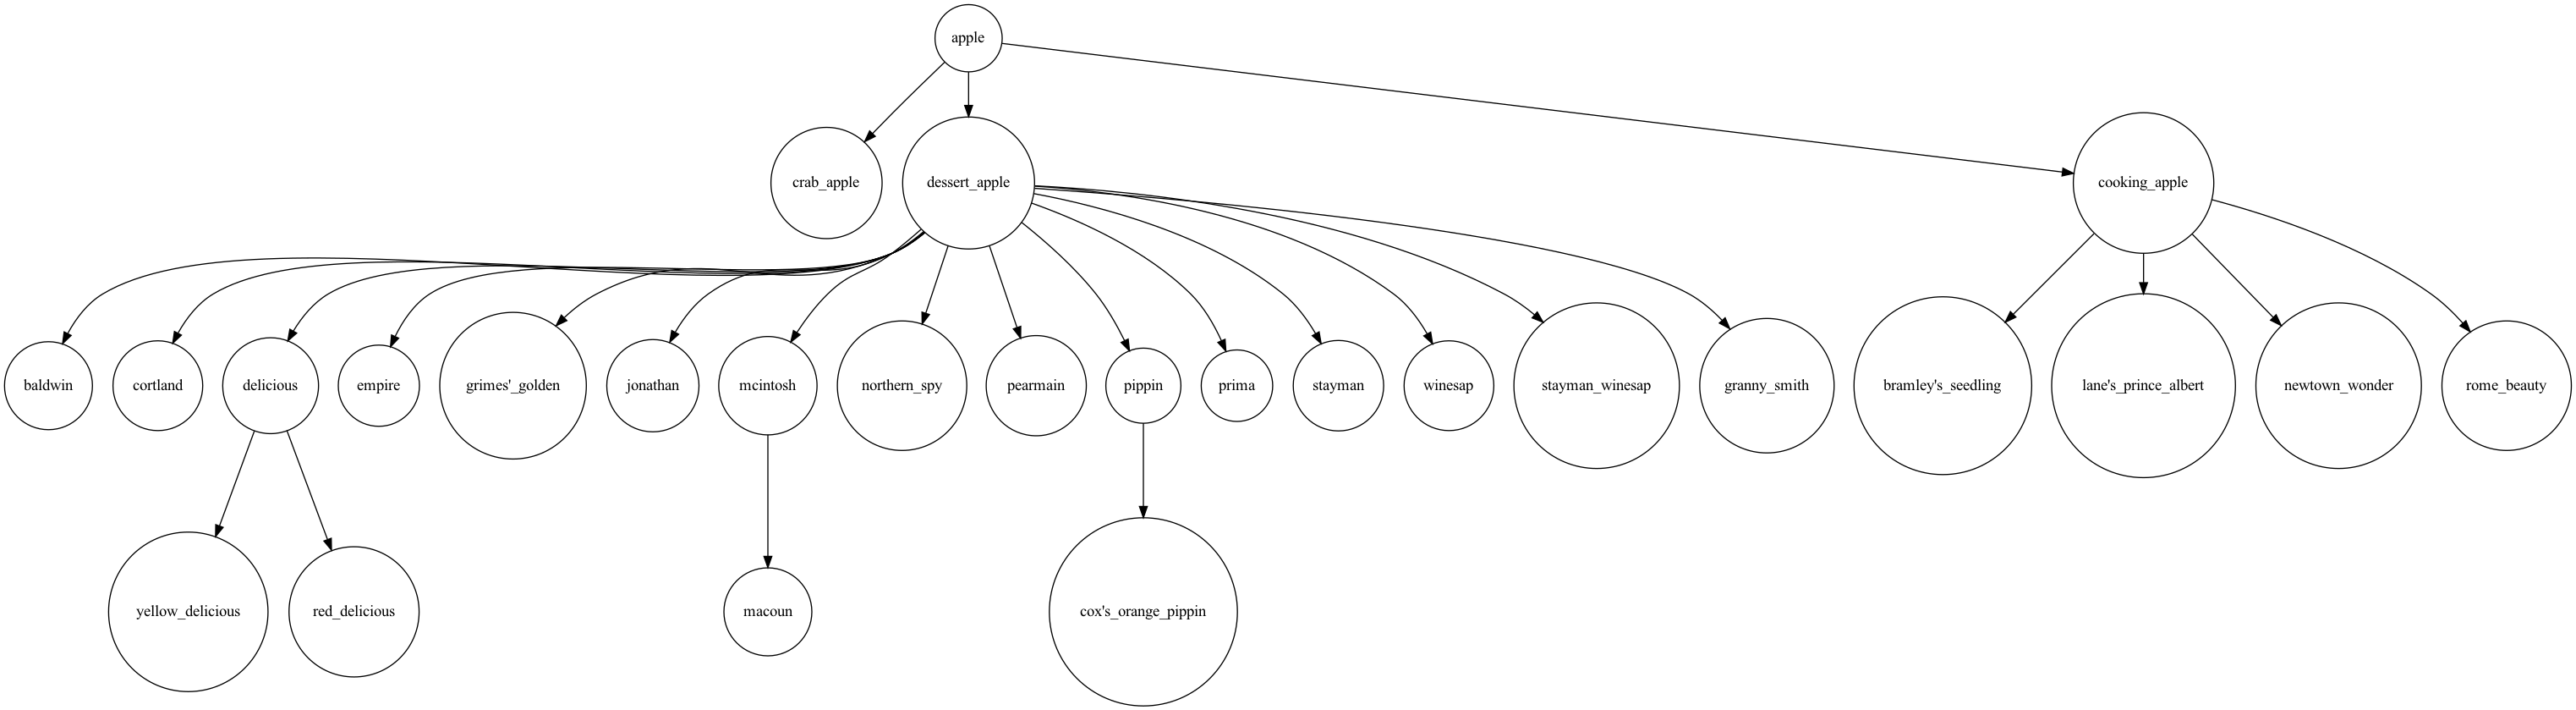 apple
crab_apple
dessert_apple
cooking_apple
baldwin
cortland
delicious
empire
grimes'_golden
jonathan
mcintosh
northern_spy
pearmain
pippin
prima
stayman
winesap
stayman_winesap
granny_smith
bramley's_seedling
lane's_prince_albert
newtown_wonder
rome_beauty
yellow_delicious
red_delicious
macoun
cox's_orange_pippin